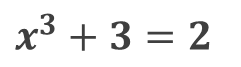 x³ + 3 = 2